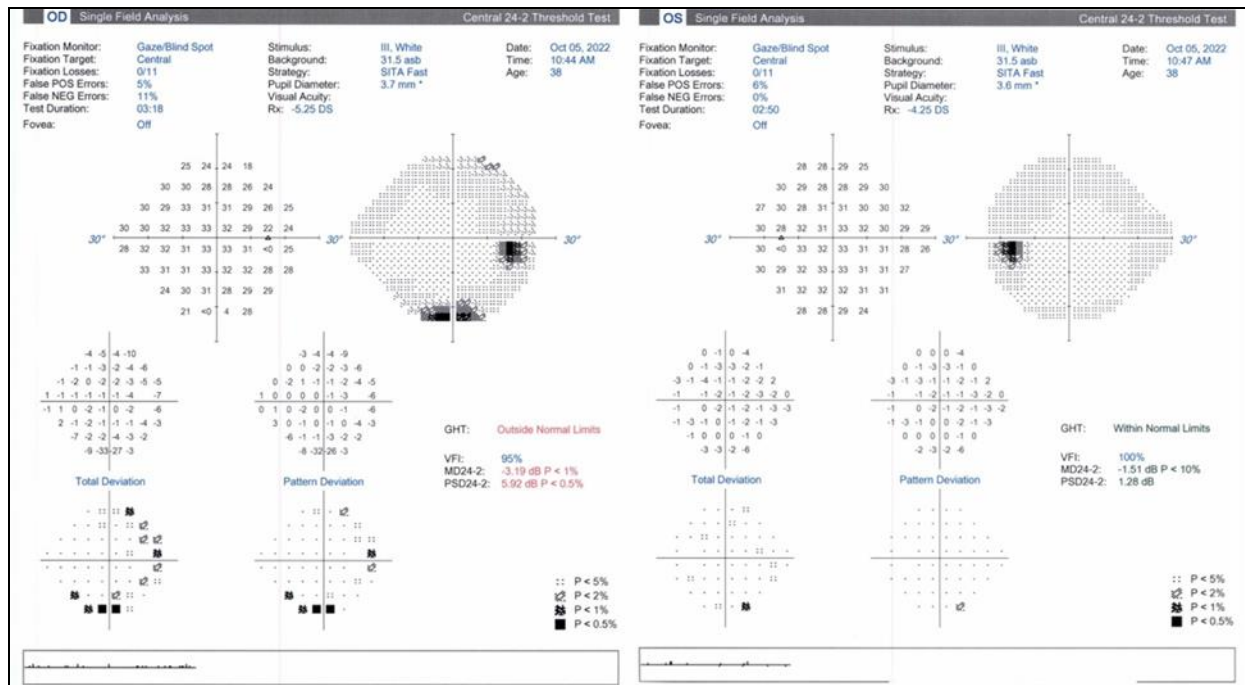 OD Single Field Analysis Central 24-2 Threshold Test
Fixation Monitor: Gaze/Blind Spot Stimulus: III, White Date: Oct 05, 2022
Fixation Target: Central Background: 31.5 asb Time: 10:44 AM
Fixation Losses: 0/11 Strategy: SITA Fast Age: 38
False POS Errors: 5% Pupil Diameter: 3.7 mm *
False NEG Errors: 11% Visual Acuity:
Test Duration: 03:18 Rx: -5.25 DS
Fovea: Off
25 24 24 18
30 30 28 28 26 24
30 29 33 31 31 29 26 25
30 30 32 33 33 32 29 22 24
30° 30° 30°
28 32 32 31 33 33 31 <0 25
33 31 31 33 32 32 28 28
24 30 31 28 29 29
21 <0 4 28
-4 -5 -4 -10
-1 -1 -3 -2 -4 -6
-1 -2 0 -2 -2 -3 -5 -5
1 -1 -1 -1 -1 -1 -4 -7
-1 1 0 -2 -1 0 -2 -6
2 -1 -2 -1 -1 -1 -4 -3
-7 -2 -2 -4 -3 -2
-9 -33 -27 -3
Total Deviation
-3 -4 -4 -9
0 0 -2 -2 -3 -6
0 -2 1 -1 -1 -2 -4 -5
1 0 0 0 0 -1 -3 -6
0 1 0 -2 0 0 -1 -6
3 0 -1 0 -1 0 -4 -3
-6 -1 -1 -3 -2 -2
-8 -32 -26 -3
Pattern Deviation
GHT: Outside Normal Limits
VFI: 95%
MD24-2: -3.19 dB P < 1%
PSD24-2: 5.92 dB P < 0.5%
P < 5%
P < 2%
P < 1%
P < 0.5%
OS Single Field Analysis Central 24-2 Threshold Test
Fixation Monitor: Gaze/Blind Spot Stimulus: III, White Date: Oct 05, 2022
Fixation Target: Central Background: 31.5 asb Time: 10:47 AM
Fixation Losses: 0/11 Strategy: SITA Fast Age: 38
False POS Errors: 6% Pupil Diameter: 3.6 mm *
False NEG Errors: 0% Visual Acuity:
Test Duration: 02:50 Rx: -4.25 DS
Fovea: Off
28 28 29 25
30 29 28 28 29 30
27 30 28 31 31 30 30 32
30 28 32 32 33 32 30 29 29
30° 30° 30°
30 <0 32 33 32 32 31 28 26
30 29 32 33 32 31 31 27
31 32 32 32 31 31
28 28 29 24
0 -1 0 -4
0 -1 -3 -2 -1
-3 -1 -4 -1 -2 -2 2
-1 -1 -2 -1 -2 -2 0
-1 0 -2 -1 -2 -2 -3 -3
-1 -3 -1 0 -1 -2 -1 -3
-1 0 0 0 -1 0
-3 -3 -2 -6
Total Deviation
0 0 0 -4
0 -1 -3 -1 0
-3 -1 -3 -1 -1 -2 -1 2
-1 -1 -2 -1 -2 -3 0
-1 0 -2 -1 -2 -1 -3 -3
-1 -3 -1 0 -1 -1 -3
0 0 0 -1 0
-2 -3 -2 -6
Pattern Deviation
GHT: Within Normal Limits
VFI: 100%
MD24-2: -1.51 dB P < 10%
PSD24-2: 1.28 dB
P < 5%
P < 2%
P < 1%
P < 0.5%